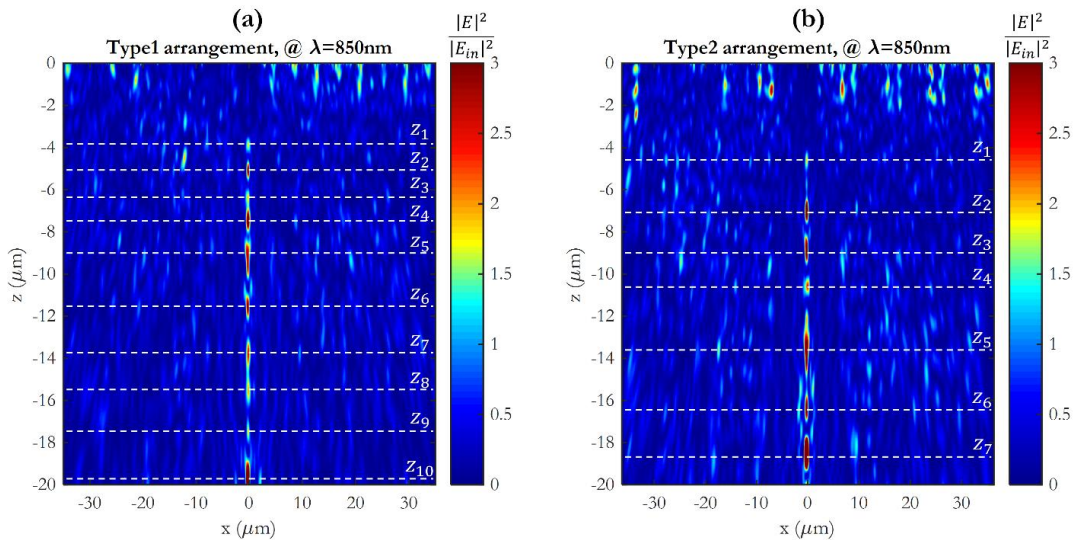 (a)
Type1 arrangement, @ λ=850nm
|E|²
|E_in|²
0
-2
-4
-6
-8
-10
-12
-14
-16
-18
-20
z (μm)
z₁
z₂
z₃
z₄
z₅
z₆
z₇
z₈
z₉
z₁₀
-30
-20
-10
0
10
20
30
x (μm)
3
2.5
2
1.5
1
0.5
0
(b)
Type2 arrangement, @ λ=850nm
|E|²
|E_in|²
0
-2
-4
-6
-8
-10
-12
-14
-16
-18
-20
z (μm)
z₁
z₂
z₃
z₄
z₅
z₆
z₇
-30
-20
-10
0
10
20
30
x (μm)
3
2.5
2
1.5
1
0.5
0